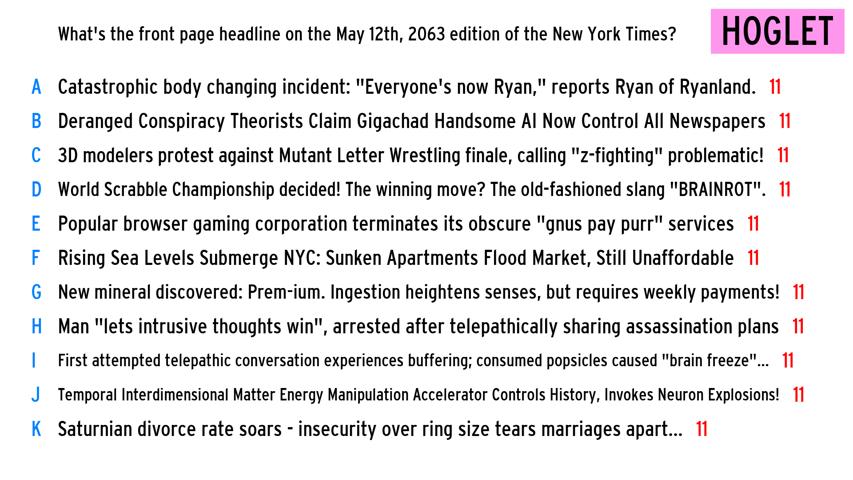 What's the front page headline on the May 12th, 2063 edition of the New York Times? HOGLET
A Catastrophic body changing incident: "Everyone's now Ryan," reports Ryan of Ryanland. 11
B Deranged Conspiracy Theorists Claim Gigachad Handsome AI Now Control All Newspapers 11
C 3D modelers protest against Mutant Letter Wrestling finale, calling "z-fighting" problematic! 11
D World Scrabble Championship decided! The winning move? The old-fashioned slang "BRAINROT". 11
E Popular browser gaming corporation terminates its obscure "gnus pay purr" services 11
F Rising Sea Levels Submerge NYC: Sunken Apartments Flood Market, Still Unaffordable 11
G New mineral discovered: Prem-ium. Ingestion heightens senses, but requires weekly payments! 11
H Man "lets intrusive thoughts win", arrested after telepathically sharing assassination plans 11
I First attempted telepathic conversation experiences buffering; consumed popsicles caused "brain freeze"... 11
J Temporal Interdimensional Matter Energy Manipulation Accelerator Controls History, Invokes Neuron Explosions! 11
K Saturnian divorce rate soars - insecurity over ring size tears marriages apart... 11